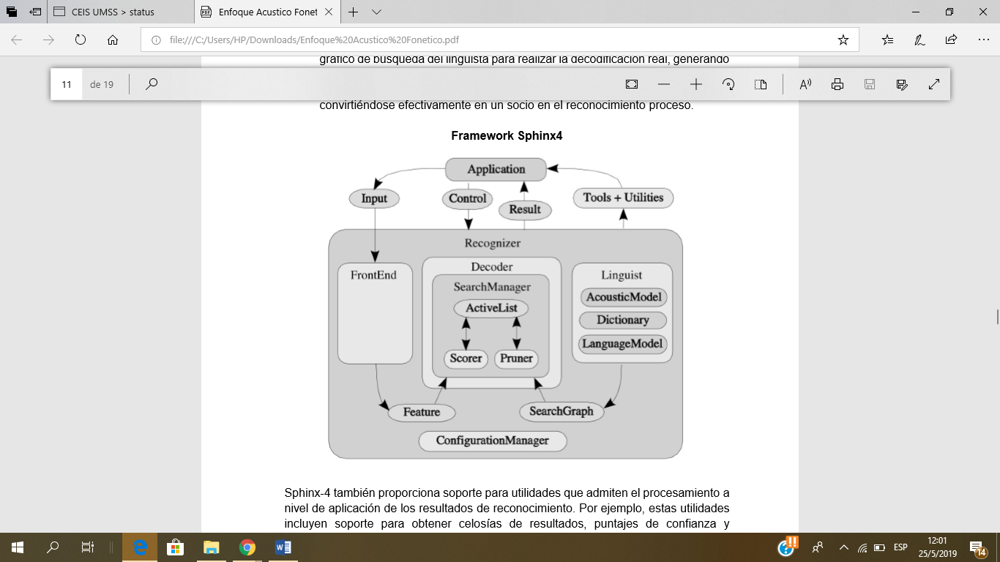 CEIS UMSS > status
Enfoque Acustico Fonet
file:///C:/Users/HP/Downloads/Enfoque%20Acustico%20Fonetico.pdf
gráfico de búsqueda del lingüista para realizar la decodificación real, generando
11 de 19
convirtiéndose efectivamente en un socio en el reconocimiento proceso.
Framework Sphinx4
Application
Input
Control
Result
Tools + Utilities
Recognizer
FrontEnd
Decoder
SearchManager
ActiveList
Scorer
Pruner
Linguist
AcousticModel
Dictionary
LanguageModel
Feature
SearchGraph
ConfigurationManager
Sphinx-4 también proporciona soporte para utilidades que admiten el procesamiento a
nivel de aplicación de los resultados de reconocimiento. Por ejemplo, estas utilidades
incluyen soporte para obtener celosías de resultados, puntajes de confianza y
ESP
12:01
25/5/2019
14